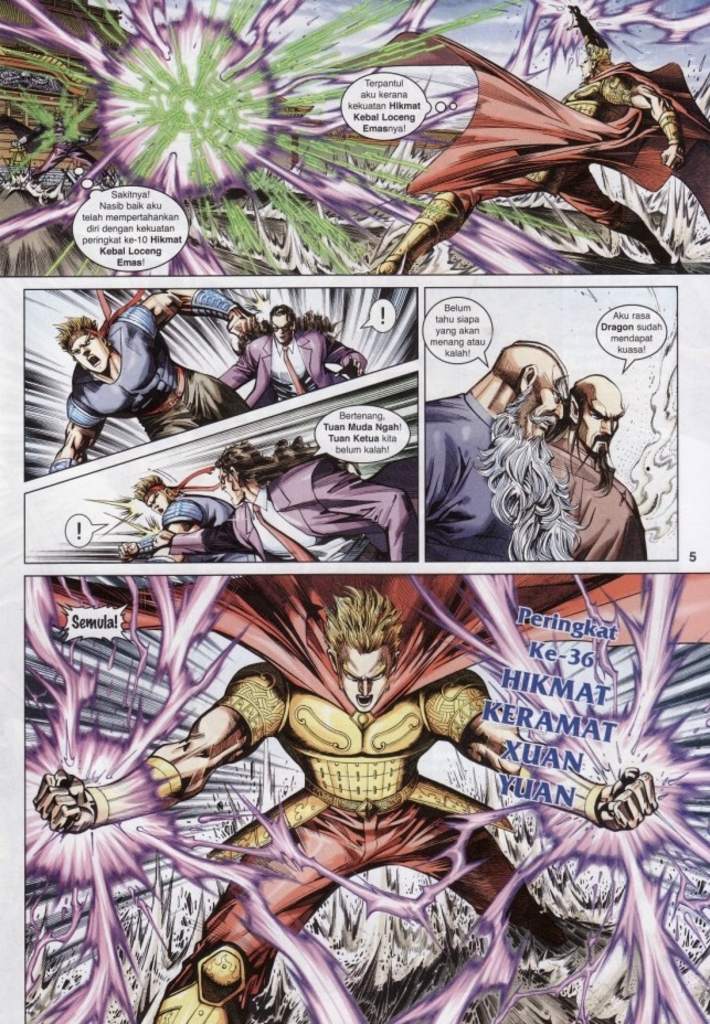 Terpantul
aku kerana
kekuatan Hikmat
Kebal Loceng
Emasnya!
Sakitnya!
Nasib baik aku
telah mempertahankan
diri dengan kekuatan
peringkat ke-10 Hikmat
Kebal Loceng
Emas!
!
Bertenang,
Tuan Muda Ngah!
Tuan Ketua kita
belum kalah!
!
Belum
tahu siapa
yang akan
menang atau
kalah!
Aku rasa
Dragon sudah
mendapat
kuasa!
5
Semula!
Peringkat
Ke-36
HIKMAT
KERAMAT
XUAN
YUAN